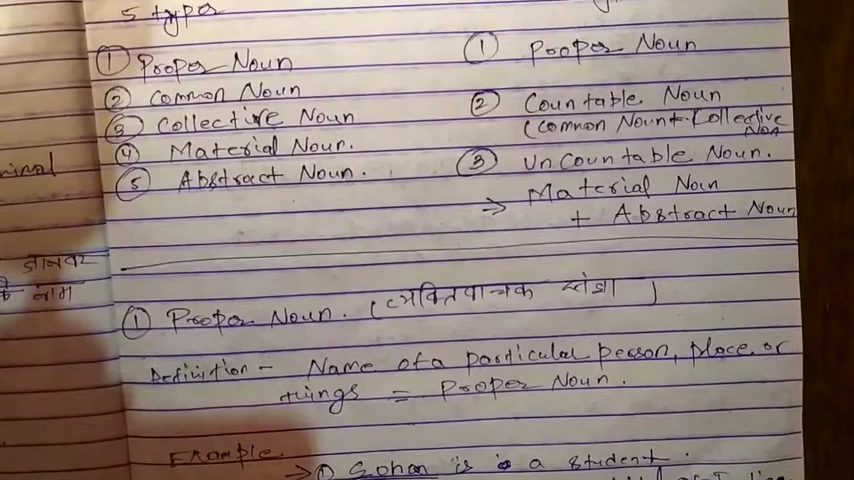 5 types
① Proper Noun
② Common Noun
③ Collective Noun
④ Material Noun.
⑤ Abstract Noun.
① Proper Noun
② Countable Noun
(Common Noun + Collective
③ Uncountable Noun.
→ Material Noun
+ Abstract Noun
जानवर
के नाम
① Proper Noun. (व्यक्तिवाचक संज्ञा)
Definition - Name of a particular person, place or
things = Proper Noun.
Example
→ ① Sohan is a student.